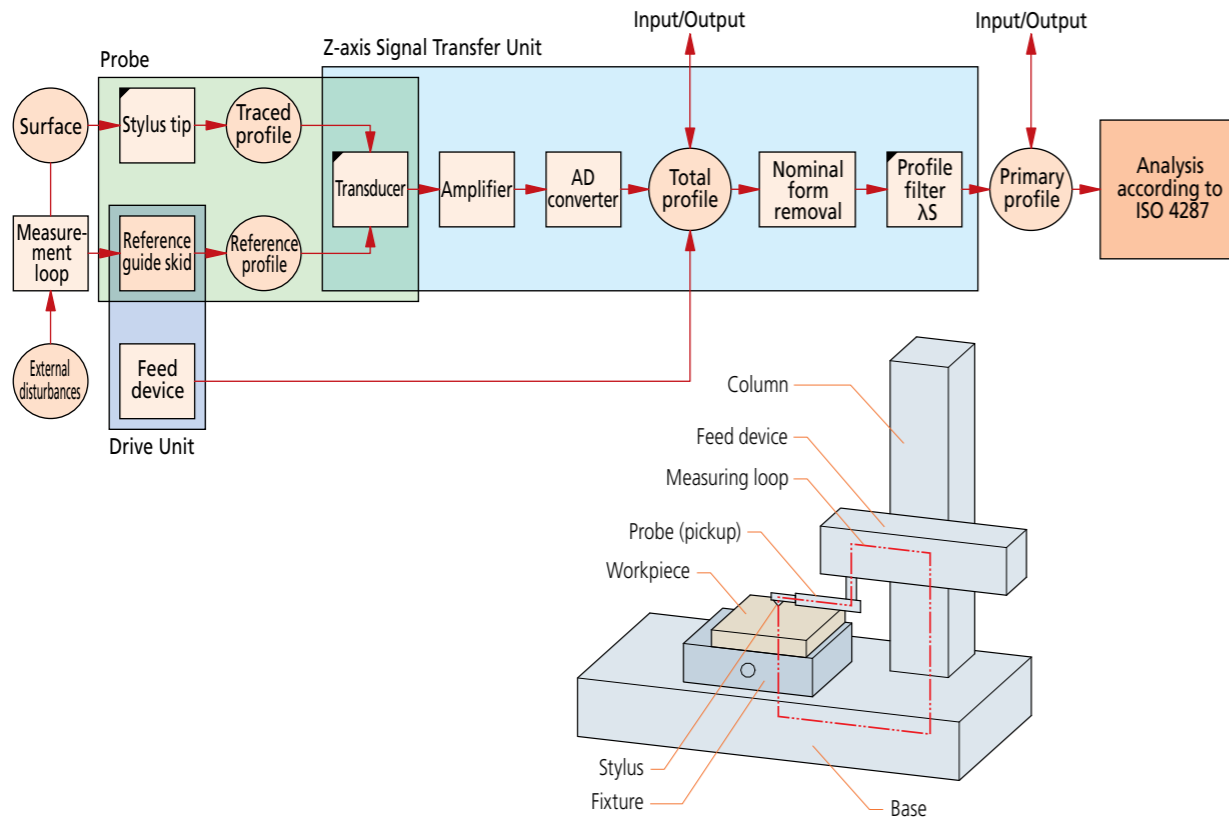 Input/Output
Input/Output
Z-axis Signal Transfer Unit
Probe
Surface
Stylus tip
Traced
profile
Transducer
Amplifier
AD
converter
Total
profile
Nominal
form
removal
Profile
filter
λS
Primary
profile
Analysis
according to
ISO 4287
Measure-
ment
loop
Reference
guide skid
Reference
profile
External
disturbances
Feed
device
Drive Unit
Column
Feed device
Measuring loop
Probe (pickup)
Workpiece
Stylus
Fixture
Base